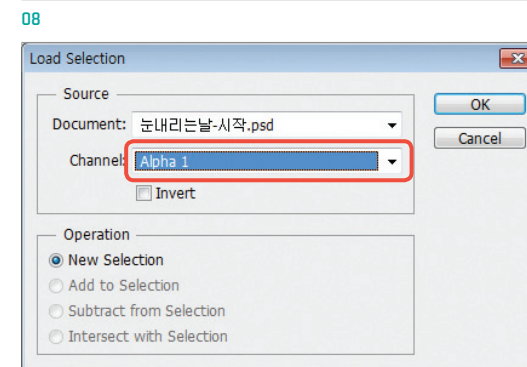 08
Load Selection
Source
OK
Document: 눈내리는날-시작.psd
Cancel
Channel: Alpha 1
Invert
Operation
New Selection
Add to Selection
Subtract from Selection
Intersect with Selection